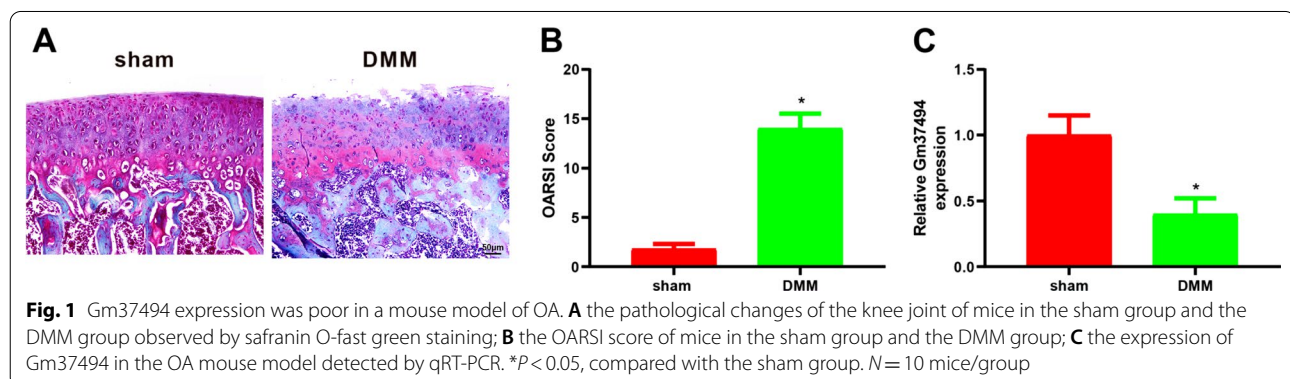 A
sham
DMM
50μm
B
OARSI Score
20
15
10
5
0
*
sham
DMM
C
Relative Gm37494
expression
1.5
1.0
0.5
0.0
*
sham
DMM
Fig. 1 Gm37494 expression was poor in a mouse model of OA. A the pathological changes of the knee joint of mice in the sham group and the
DMM group observed by safranin O-fast green staining; B the OARSI score of mice in the sham group and the DMM group; C the expression of
Gm37494 in the OA mouse model detected by qRT-PCR. *P < 0.05, compared with the sham group. N = 10 mice/group